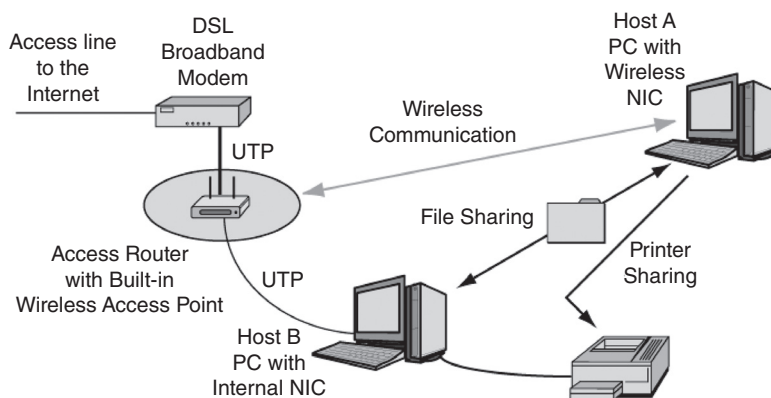 Access line
to the
Internet
DSL
Broadband
Modem
Host A
PC with
Wireless
NIC
Wireless
Communication
UTP
File Sharing
Printer
Sharing
Access Router
with Built-in
Wireless Access Point
UTP
Host B
PC with
Internal NIC